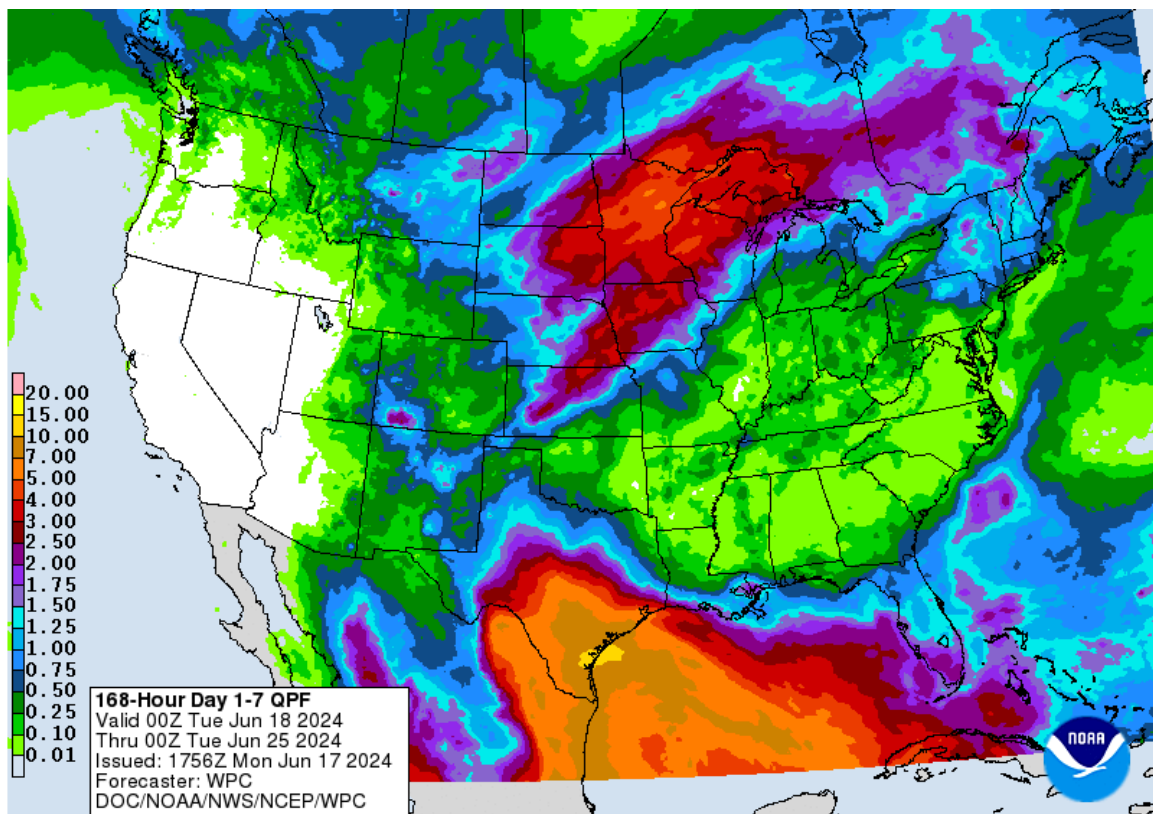 20.00
15.00
10.00
7.00
5.00
4.00
3.00
2.50
2.00
1.75
1.50
1.25
1.00
0.75
0.50
0.25
0.10
0.01
168-Hour Day 1-7 QPF
Valid 00Z Tue Jun 18 2024
Thru 00Z Tue Jun 25 2024
Issued: 1756Z Mon Jun 17 2024
Forecaster: WPC
DOC/NOAA/NWS/NCEP/WPC
NOAA